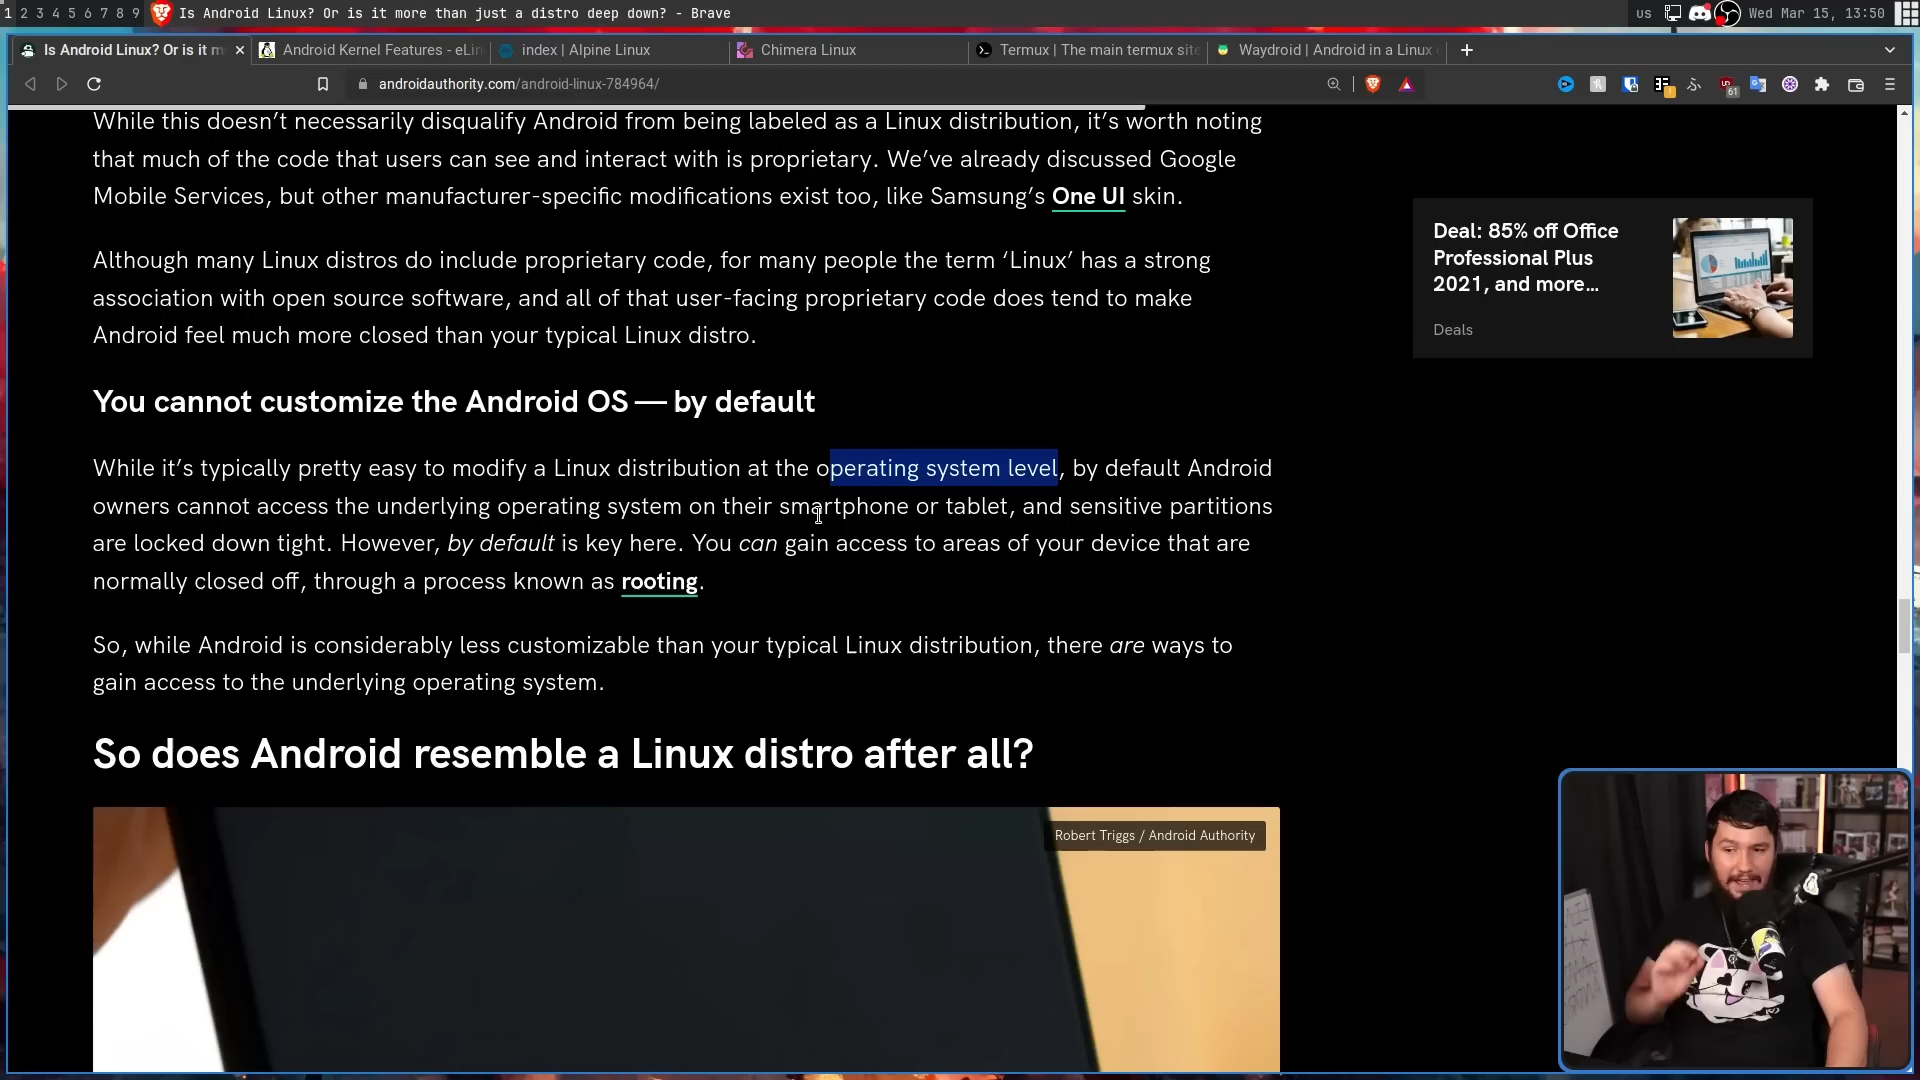 1 2 3 4 5 6 7 8 9 Is Android Linux? Or is it more than just a distro deep down? - Brave us Wed Mar 15, 13:50
Is Android Linux? Or is it m Android Kernel Features - eLin index | Alpine Linux Chimera Linux Termux | The main termux site Waydroid | Android in a Linux
androidauthority.com/android-linux-784964/ 61
While this doesn’t necessarily disqualify Android from being labeled as a Linux distribution, it’s worth noting
that much of the code that users can see and interact with is proprietary. We’ve already discussed Google
Mobile Services, but other manufacturer-specific modifications exist too, like Samsung’s One UI skin.
Although many Linux distros do include proprietary code, for many people the term ‘Linux’ has a strong
association with open source software, and all of that user-facing proprietary code does tend to make
Android feel much more closed than your typical Linux distro.
You cannot customize the Android OS — by default
While it’s typically pretty easy to modify a Linux distribution at the operating system level, by default Android
owners cannot access the underlying operating system on their smartphone or tablet, and sensitive partitions
are locked down tight. However, by default is key here. You can gain access to areas of your device that are
normally closed off, through a process known as rooting.
So, while Android is considerably less customizable than your typical Linux distribution, there are ways to
gain access to the underlying operating system.
So does Android resemble a Linux distro after all?
Robert Triggs / Android Authority
Deal: 85% off Office
Professional Plus
2021, and more...
Deals